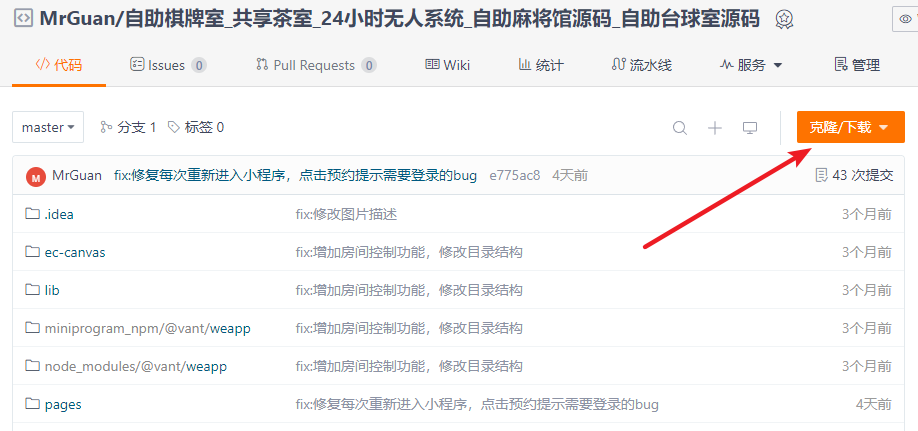 MrGuan/自助棋牌室_共享茶室_24小时无人系统_自助麻将馆源码_自助台球室源码
代码 Issues 0 Pull Requests 0 Wiki 统计 流水线 服务 管理
master 分支 1 标签 0 克隆/下载
M MrGuan fix:修复每次重新进入小程序，点击预约提示需要登录的bug e775ac8 4天前 43 次提交
.idea fix:修改图片描述 3个月前
ec-canvas fix:增加房间控制功能，修改目录结构 3个月前
lib fix:增加房间控制功能，修改目录结构 3个月前
miniprogram_npm/@vant/weapp fix:增加房间控制功能，修改目录结构 3个月前
node_modules/@vant/weapp fix:增加房间控制功能，修改目录结构 3个月前
pages fix:修复每次重新进入小程序，点击预约提示需要登录的bug 4天前